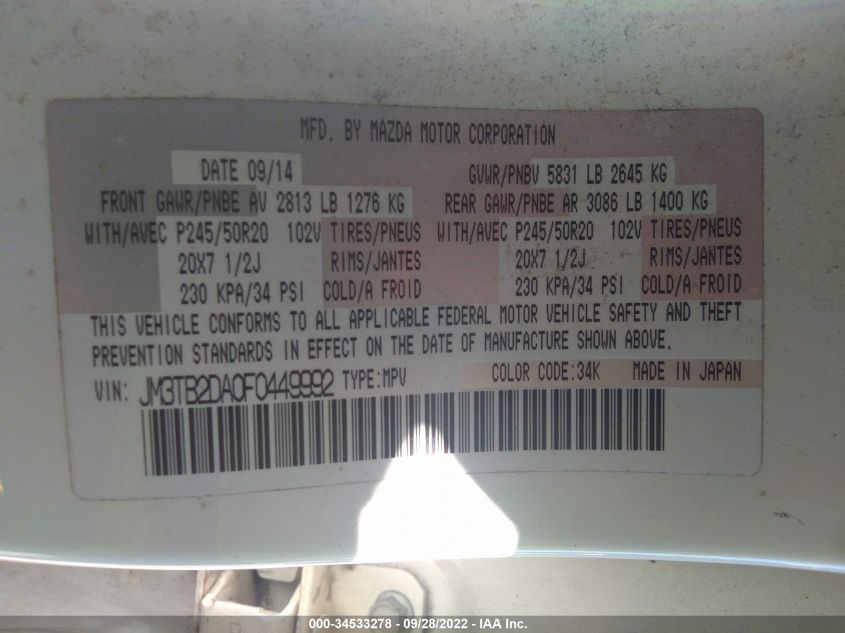 MFD. BY MAZDA MOTOR CORPORATION
DATE 09/14 GVWR/PNBV 5831 LB 2645 KG
FRONT GAWR/PNBE AV 2813 LB 1276 KG REAR GAWR/PNBE AR 3086 LB 1400 KG
WITH/AVEC P245/50R20 102V TIRES/PNEUS WITH/AVEC P245/50R20 102V TIRES/PNEUS
20X7 1/2J RIMS/JANTES 20X7 1/2J RIMS/JANTES
230 KPA/34 PSI COLD/A FROID 230 KPA/34 PSI COLD/A FROID
THIS VEHICLE CONFORMS TO ALL APPLICABLE FEDERAL MOTOR VEHICLE SAFETY AND THEFT
PREVENTION STANDARDS IN EFFECT ON THE DATE OF MANUFACTURE SHOWN ABOVE.
VIN: JM3TB2DA0F0449992 TYPE:MPV COLOR CODE:34K MADE IN JAPAN
000-34533278 - 09/28/2022 - IAA Inc.